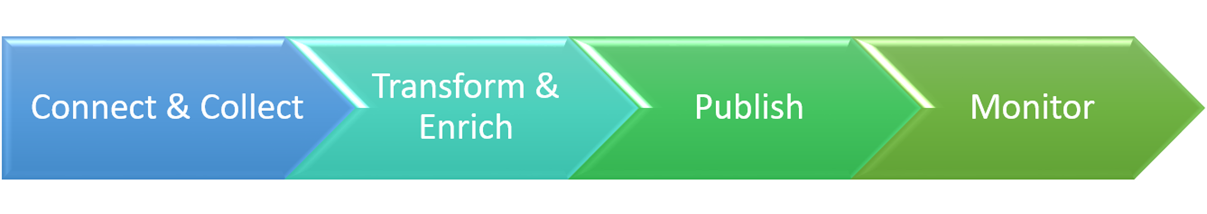 Connect & Collect
Transform &
Enrich
Publish
Monitor